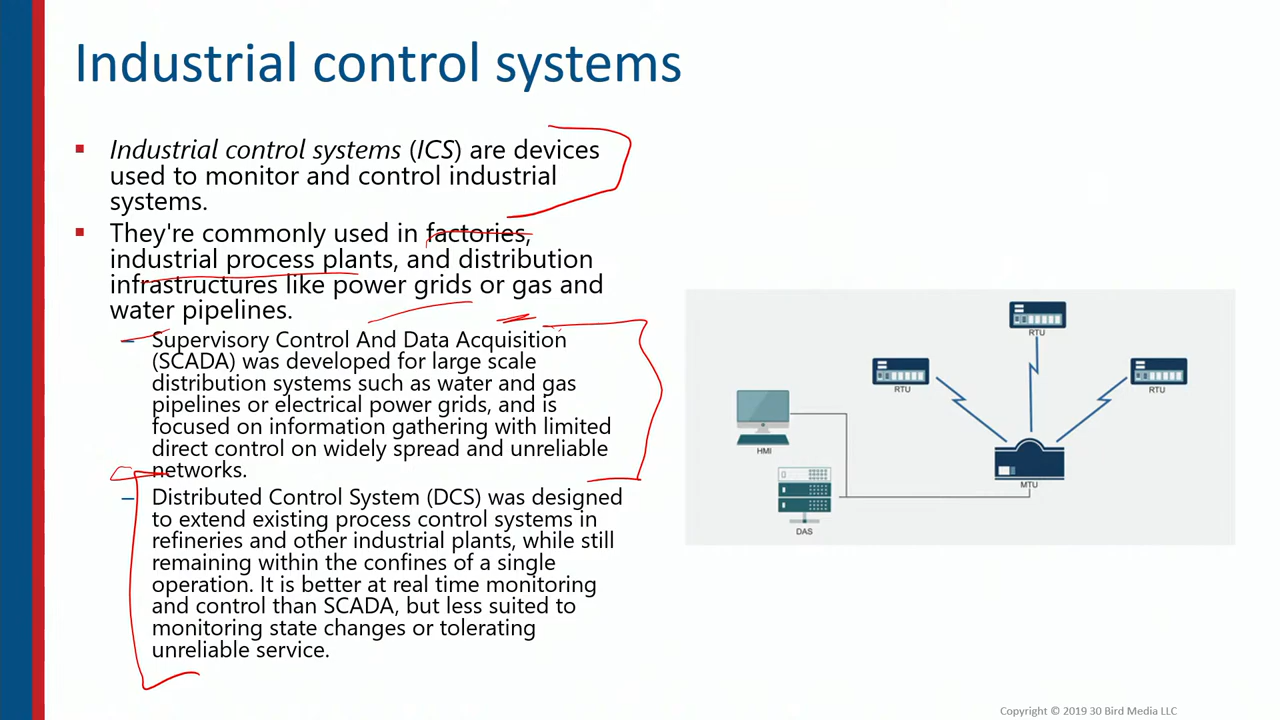 Industrial control systems
Industrial control systems (ICS) are devices
used to monitor and control industrial
systems.
They're commonly used in factories,
industrial process plants, and distribution
infrastructures like power grids or gas and
water pipelines.
– Supervisory Control And Data Acquisition
(SCADA) was developed for large scale
distribution systems such as water and gas
pipelines or electrical power grids, and is
focused on information gathering with limited
direct control on widely spread and unreliable
networks.
– Distributed Control System (DCS) was designed
to extend existing process control systems in
refineries and other industrial plants, while still
remaining within the confines of a single
operation. It is better at real time monitoring
and control than SCADA, but less suited to
monitoring state changes or tolerating
unreliable service.
RTU
RTU
RTU
HMI
MTU
DAS
Copyright © 2019 30 Bird Media LLC